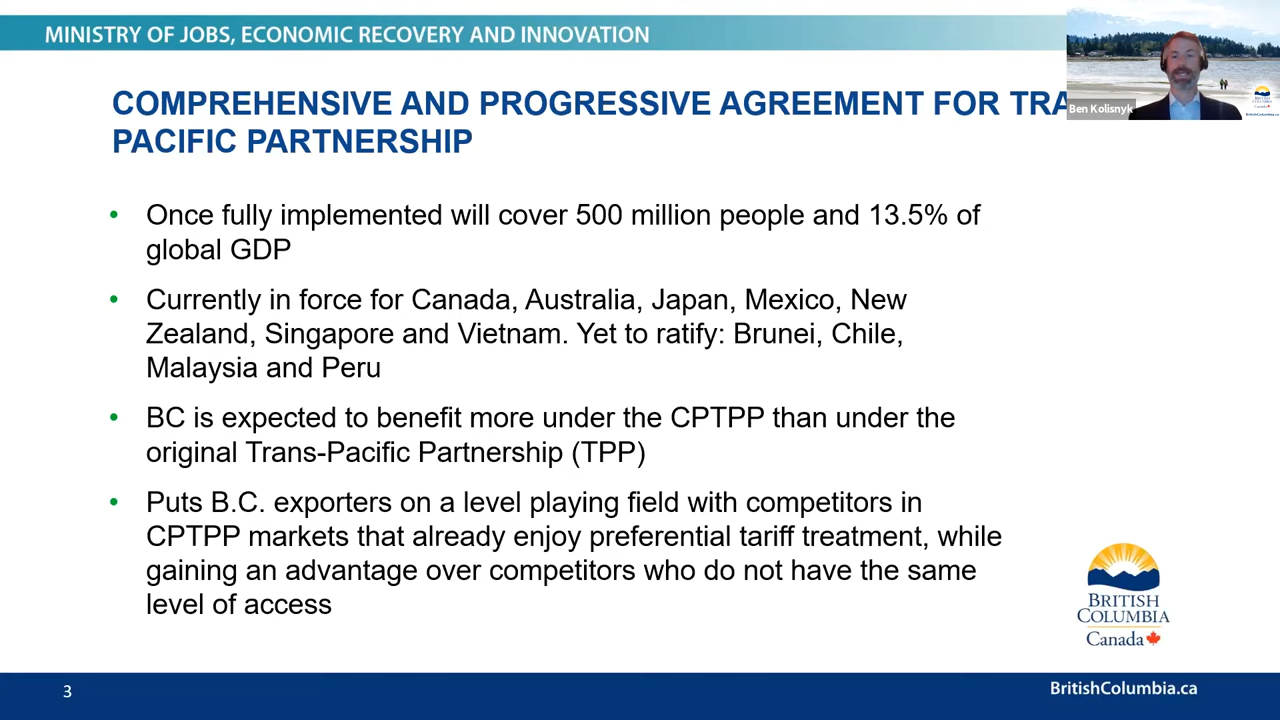 MINISTRY OF JOBS, ECONOMIC RECOVERY AND INNOVATION
COMPREHENSIVE AND PROGRESSIVE AGREEMENT FOR TRA
PACIFIC PARTNERSHIP
Ben Kolisnyk
BRITISH
COLUMBIA
Canada
BritishColumbia.ca
• Once fully implemented will cover 500 million people and 13.5% of
global GDP
• Currently in force for Canada, Australia, Japan, Mexico, New
Zealand, Singapore and Vietnam. Yet to ratify: Brunei, Chile,
Malaysia and Peru
• BC is expected to benefit more under the CPTPP than under the
original Trans-Pacific Partnership (TPP)
• Puts B.C. exporters on a level playing field with competitors in
CPTPP markets that already enjoy preferential tariff treatment, while
gaining an advantage over competitors who do not have the same
level of access
BRITISH
COLUMBIA
Canada
3
BritishColumbia.ca